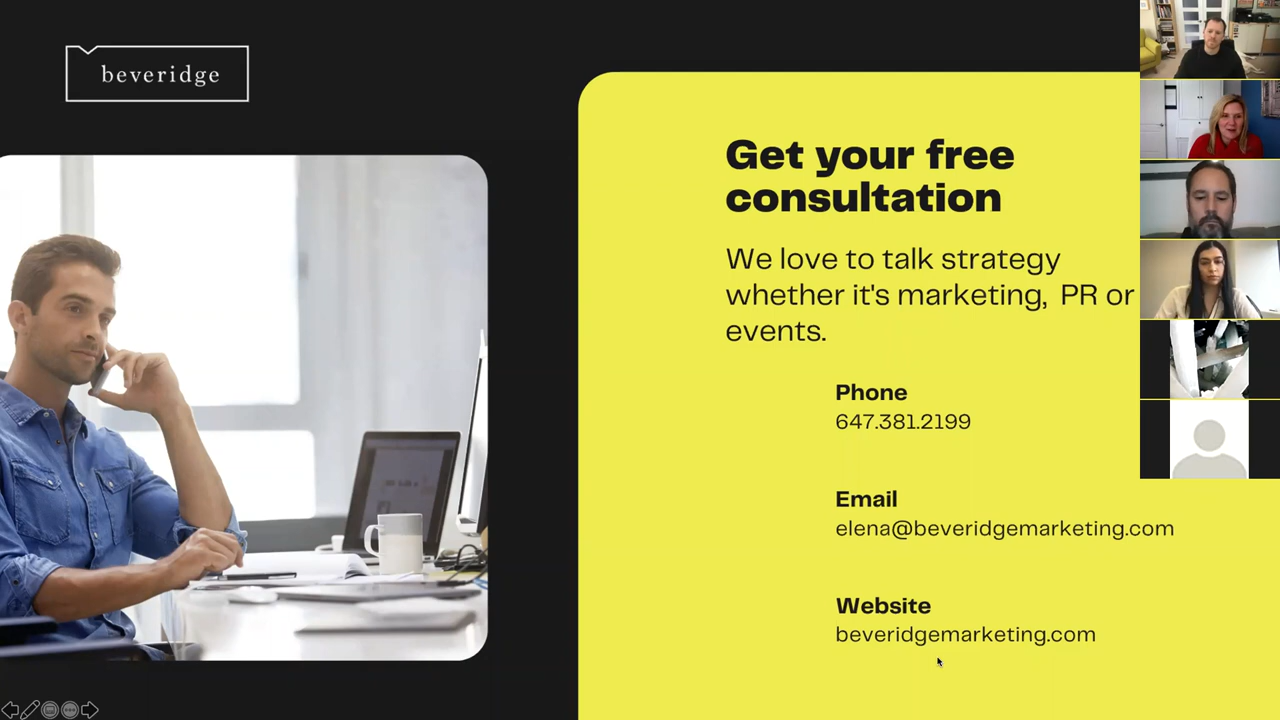 beveridge
Get your free
consultation
We love to talk strategy
whether it's marketing, PR or
events.
Phone
647.381.2199
Email
elena@beveridgemarketing.com
Website
beveridgemarketing.com